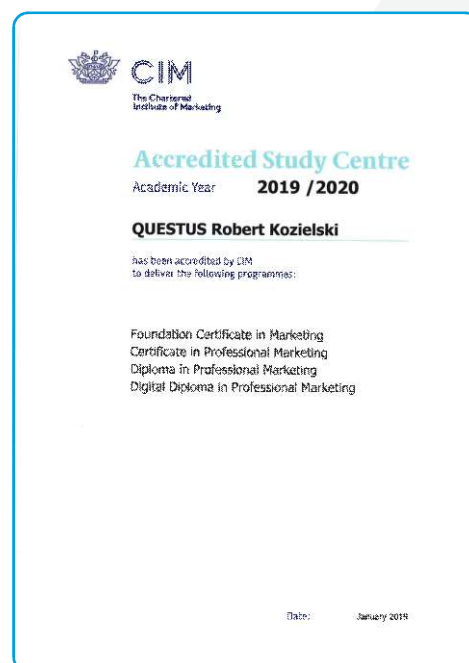 CIM
The Chartered
Institute of Marketing
Accredited Study Centre
Academic Year 2019 /2020
QUESTUS Robert Kozielski
has been accredited by CIM
to deliver the following programmes:
Foundation Certificate in Marketing
Certificate in Professional Marketing
Diploma in Professional Marketing
Digital Diploma in Professional Marketing
Date: January 2019